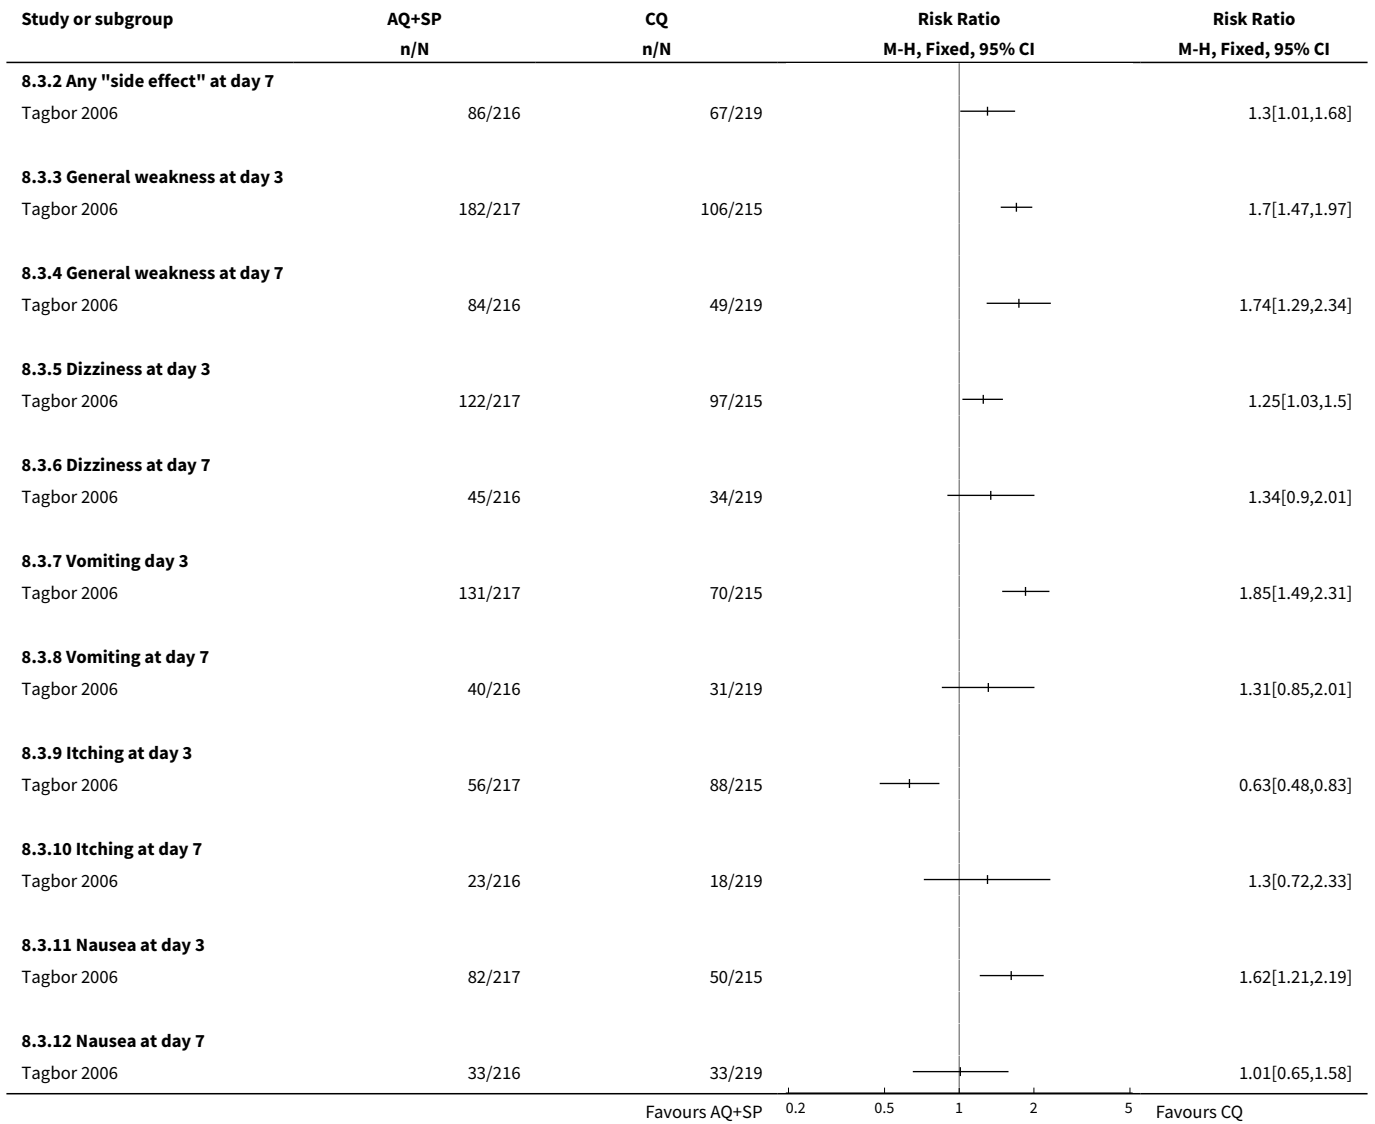 Study or subgroup AQ+SP CQ Risk Ratio Risk Ratio
n/N n/N M-H, Fixed, 95% CI M-H, Fixed, 95% CI
8.3.2 Any "side effect" at day 7
Tagbor 2006 86/216 67/219 1.3[1.01,1.68]
8.3.3 General weakness at day 3
Tagbor 2006 182/217 106/215 1.7[1.47,1.97]
8.3.4 General weakness at day 7
Tagbor 2006 84/216 49/219 1.74[1.29,2.34]
8.3.5 Dizziness at day 3
Tagbor 2006 122/217 97/215 1.25[1.03,1.5]
8.3.6 Dizziness at day 7
Tagbor 2006 45/216 34/219 1.34[0.9,2.01]
8.3.7 Vomiting day 3
Tagbor 2006 131/217 70/215 1.85[1.49,2.31]
8.3.8 Vomiting at day 7
Tagbor 2006 40/216 31/219 1.31[0.85,2.01]
8.3.9 Itching at day 3
Tagbor 2006 56/217 88/215 0.63[0.48,0.83]
8.3.10 Itching at day 7
Tagbor 2006 23/216 18/219 1.3[0.72,2.33]
8.3.11 Nausea at day 3
Tagbor 2006 82/217 50/215 1.62[1.21,2.19]
8.3.12 Nausea at day 7
Tagbor 2006 33/216 33/219 1.01[0.65,1.58]
Favours AQ+SP 0.2 0.5 1 2 5 Favours CQ